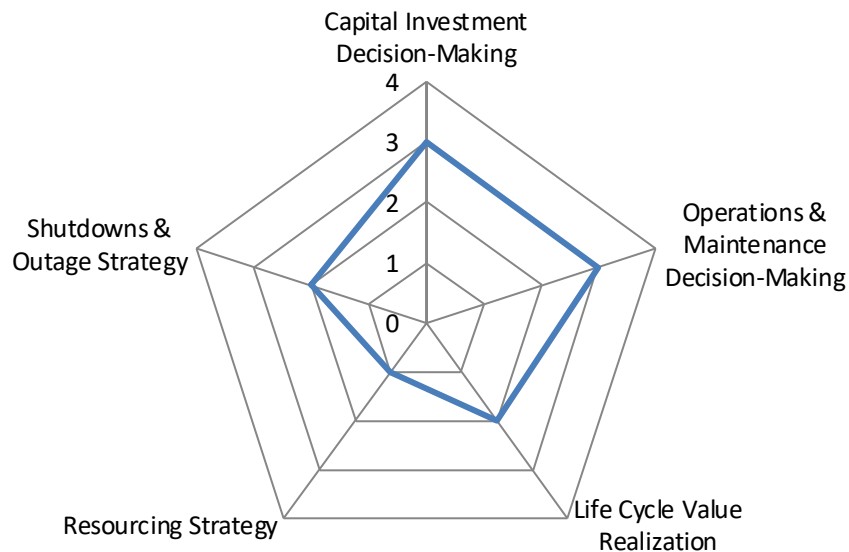 Capital Investment
Decision-Making
4
3
2
1
0
Operations &
Maintenance
Decision-Making
Life Cycle Value
Realization
Resourcing Strategy
Shutdowns &
Outage Strategy